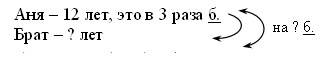 Аня – 12 лет, это в 3 раза б.
Брат – ? лет
на ? б.